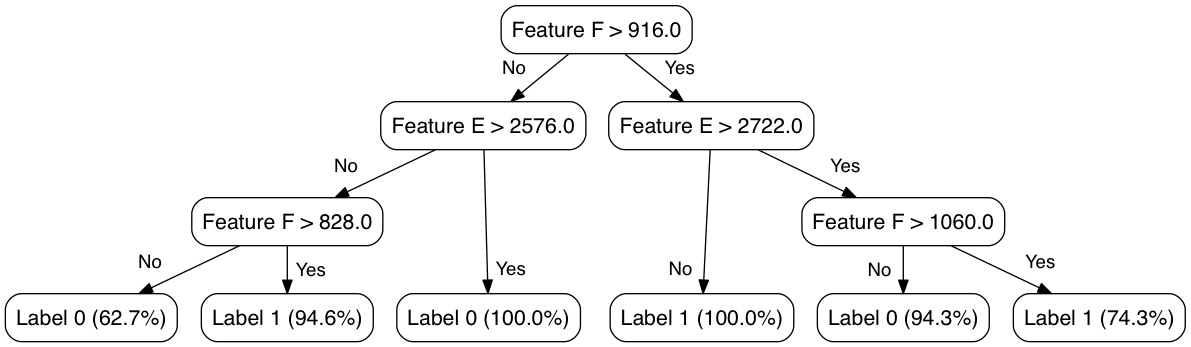 Feature F > 916.0
No
Yes
Feature E > 2576.0
Feature E > 2722.0
No
Yes
Feature F > 828.0
Feature F > 1060.0
No
Yes
Yes
No
No
Yes
Label 0 (62.7%)
Label 1 (94.6%)
Label 0 (100.0%)
Label 1 (100.0%)
Label 0 (94.3%)
Label 1 (74.3%)